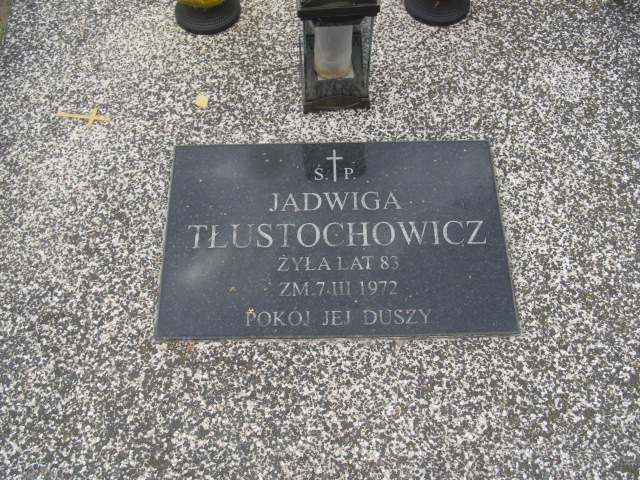 Ś. P.
JADWIGA
TŁUSTOCHOWICZ
ŻYŁA LAT 83
ZM.7.III 1972
POKÓJ JEJ DUSZY